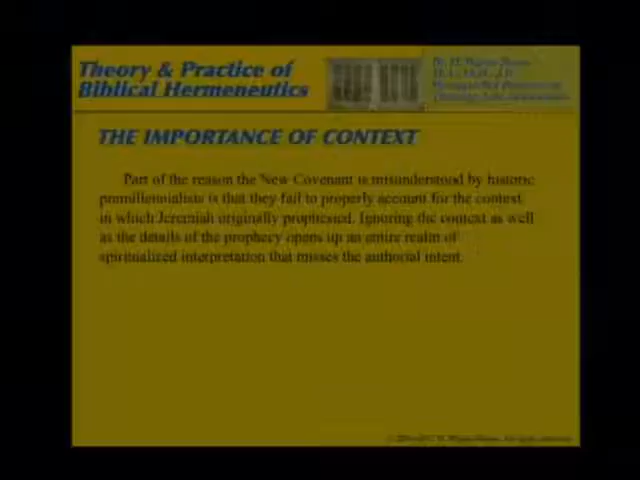 Theory & Practice of
Biblical Hermeneutics
THE IMPORTANCE OF CONTEXT
Part of the reason the New Covenant is misunderstood by historic
premillennialists is that they fail to properly account for the context
in which Jeremiah originally prophesied. Ignoring the context as well
as the details of the prophecy opens up an entire realm of
spiritualized interpretation that misses the authorial intent.